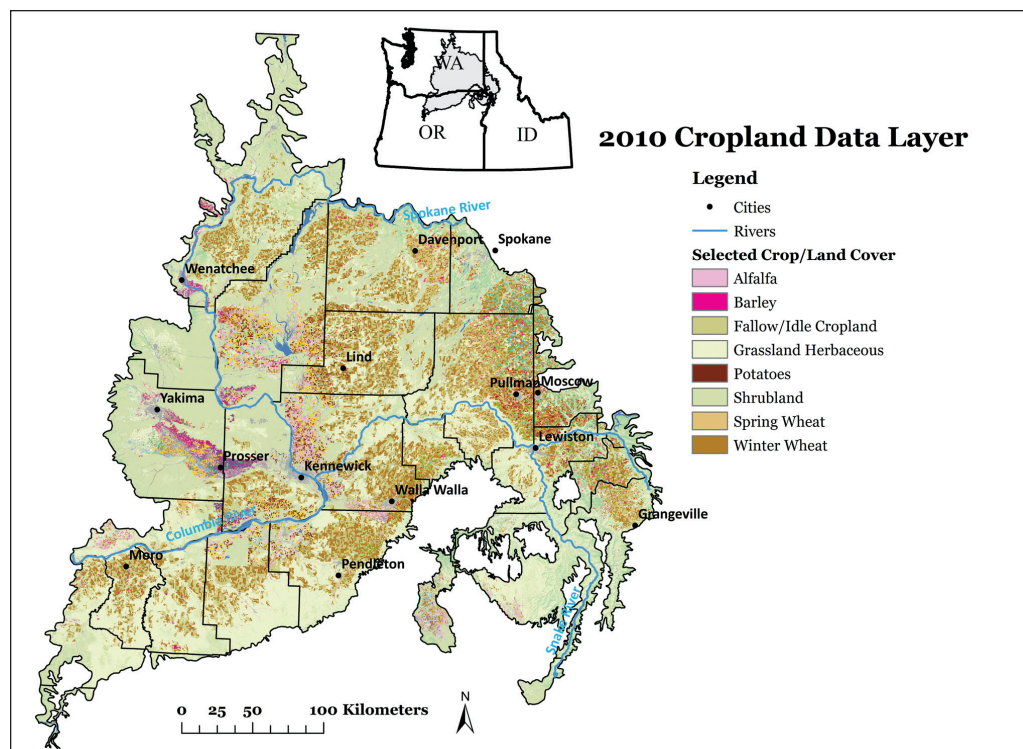 WA
OR
ID
2010 Cropland Data Layer
Legend
Cities
Rivers
Selected Crop/Land Cover
Alfalfa
Barley
Fallow/Idle Cropland
Grassland Herbaceous
Potatoes
Shrubland
Spring Wheat
Winter Wheat
Spokane River
Davenport
Spokane
Wenatchee
Lind
Pullman
Moscow
Yakima
Lewiston
Prosser
Kennewick
Walla Walla
Grangeville
Columbia River
Moro
Pendleton
Snake River
N
0 25 50 100 Kilometers